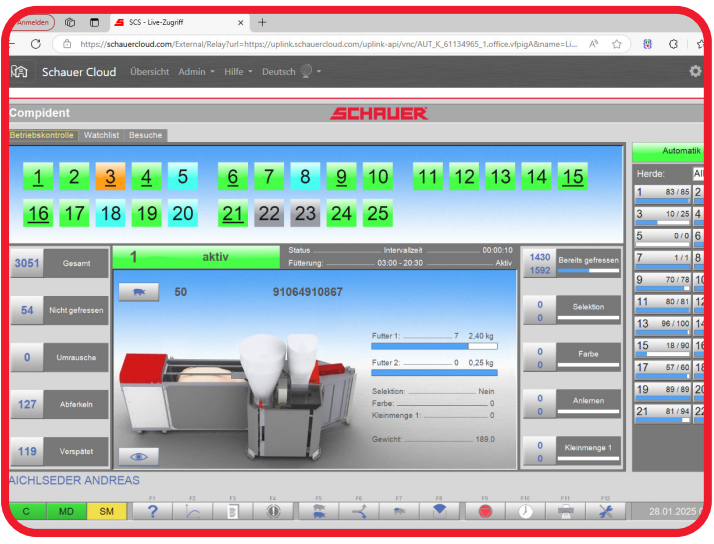 Anmelden
SCS - Live-Zugriff
https://schauercloud.com/External/Relay?url=https://uplink.schauercloud.com/uplink-api/vnc/AUT_K_61134965_1.office.vfpigA&name=Li...
Schauer Cloud Übersicht Admin Hilfe Deutsch
Compident SCHAUER
Betriebskontrolle Watchlist Besuche
Automatik
Herde: All
1 2 3 4 5 6 7 8 9 10 11 12 13 14 15
16 17 18 19 20 21 22 23 24 25
1 83 / 85 2
3 10 / 25 4
5 0 / 0 6
7 1 / 1 8
9 70 / 78 10
11 80 / 81 12
13 96 / 100 14
15 18 / 90 16
17 57 / 60 18
19 89 / 89 20
21 81 / 94 22
3051 Gesamt
54 Nicht gefressen
0 Umrausche
127 Abferkeln
119 Verspätet
1 aktiv
Status Intervallzeit 00:00:10
Fütterung: 03:00 - 20:30 Aktiv
50 91064910867
Futter 1: 7 2,40 kg
Futter 2: 0 0,25 kg
Selektion: Nein
Farbe: 0
Kleinmenge 1: 0
Gewicht: 189,0
1430 Bereits gefressen
1592
0 Selektion
0
0 Farbe
0
0 Anlernen
0
0 Kleinmenge 1
0
AICHLSEDER ANDREAS
F1 F2 F3 F4 F5 F6 F7 F8 F9 F10 F11 F12
C MD SM ?
28.01.2025